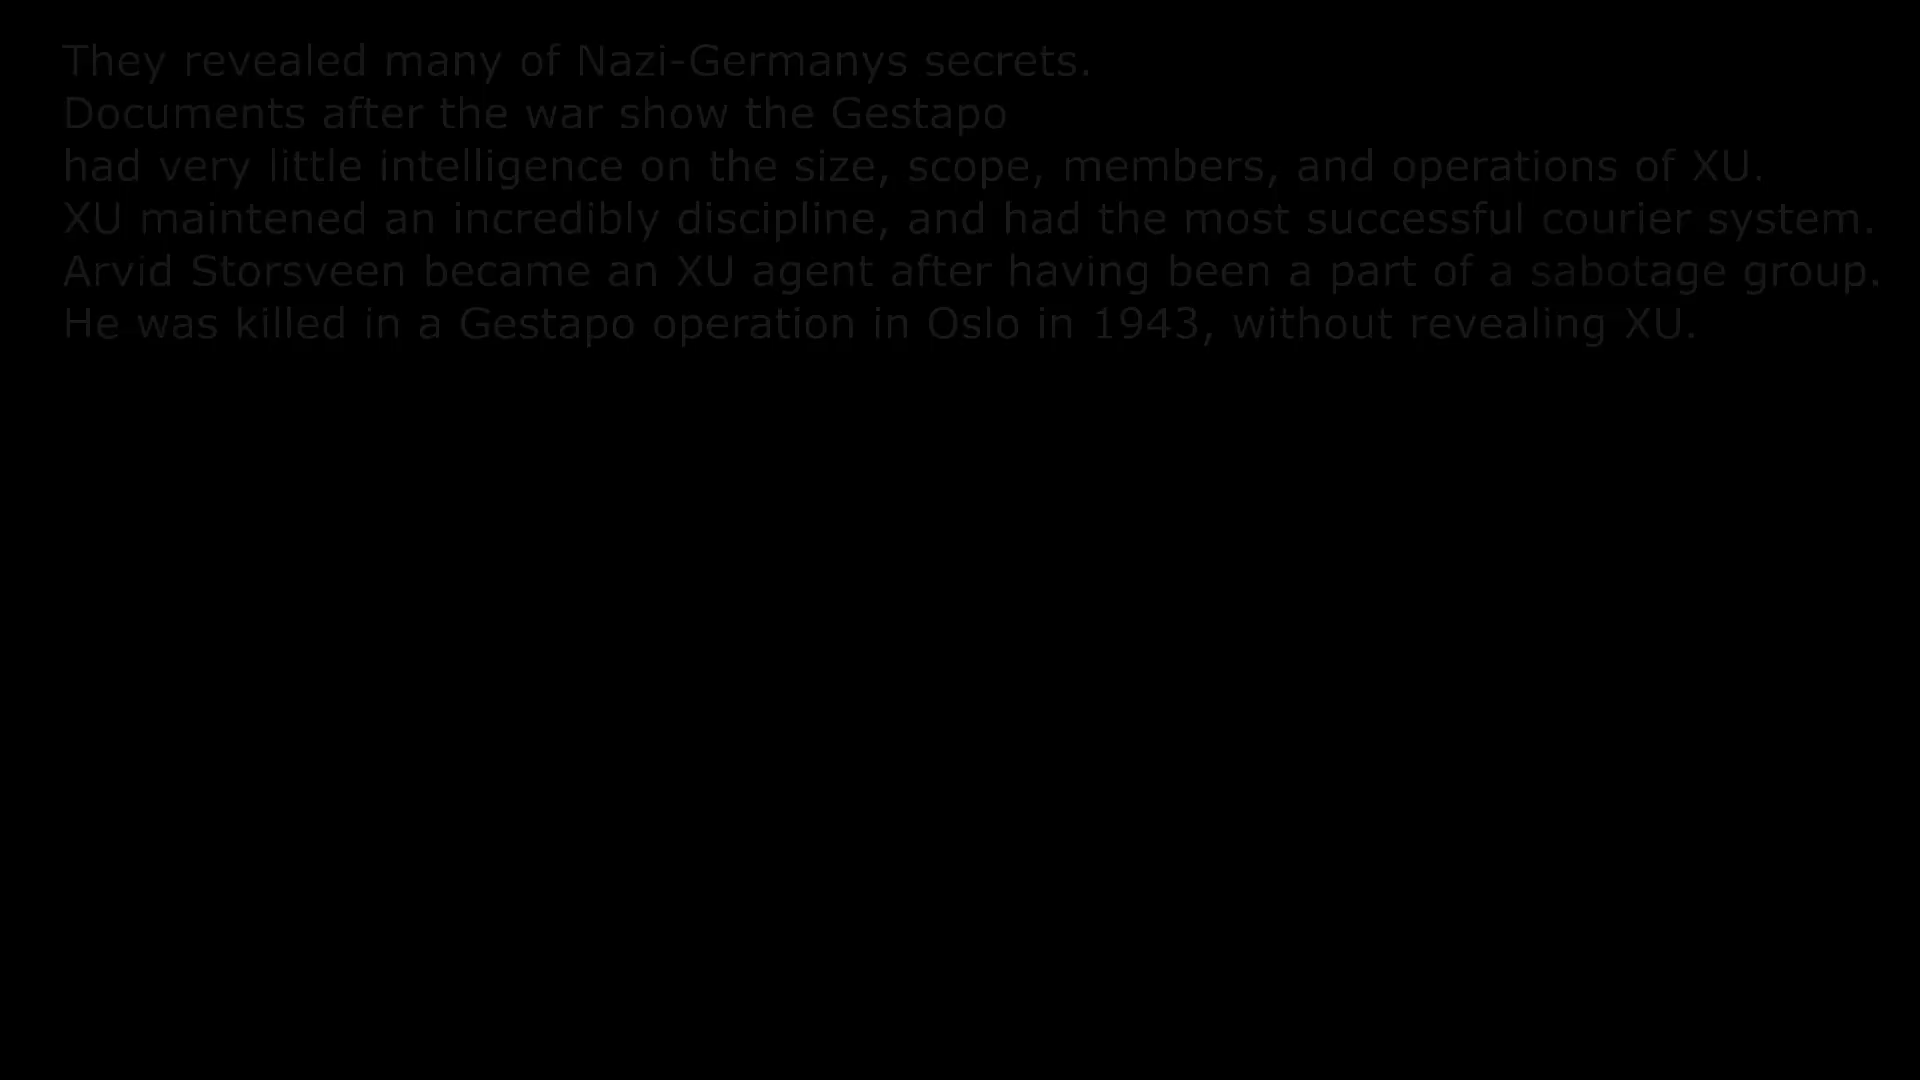 They revealed many of Nazi-Germanys secrets.
Documents after the war show the Gestapo
had very little intelligence on the size, scope, members, and operations of XU.
XU maintened an incredibly discipline, and had the most successful courier system.
Arvid Storsveen became an XU agent after having been a part of a sabotage group.
He was killed in a Gestapo operation in Oslo in 1943, without revealing XU.